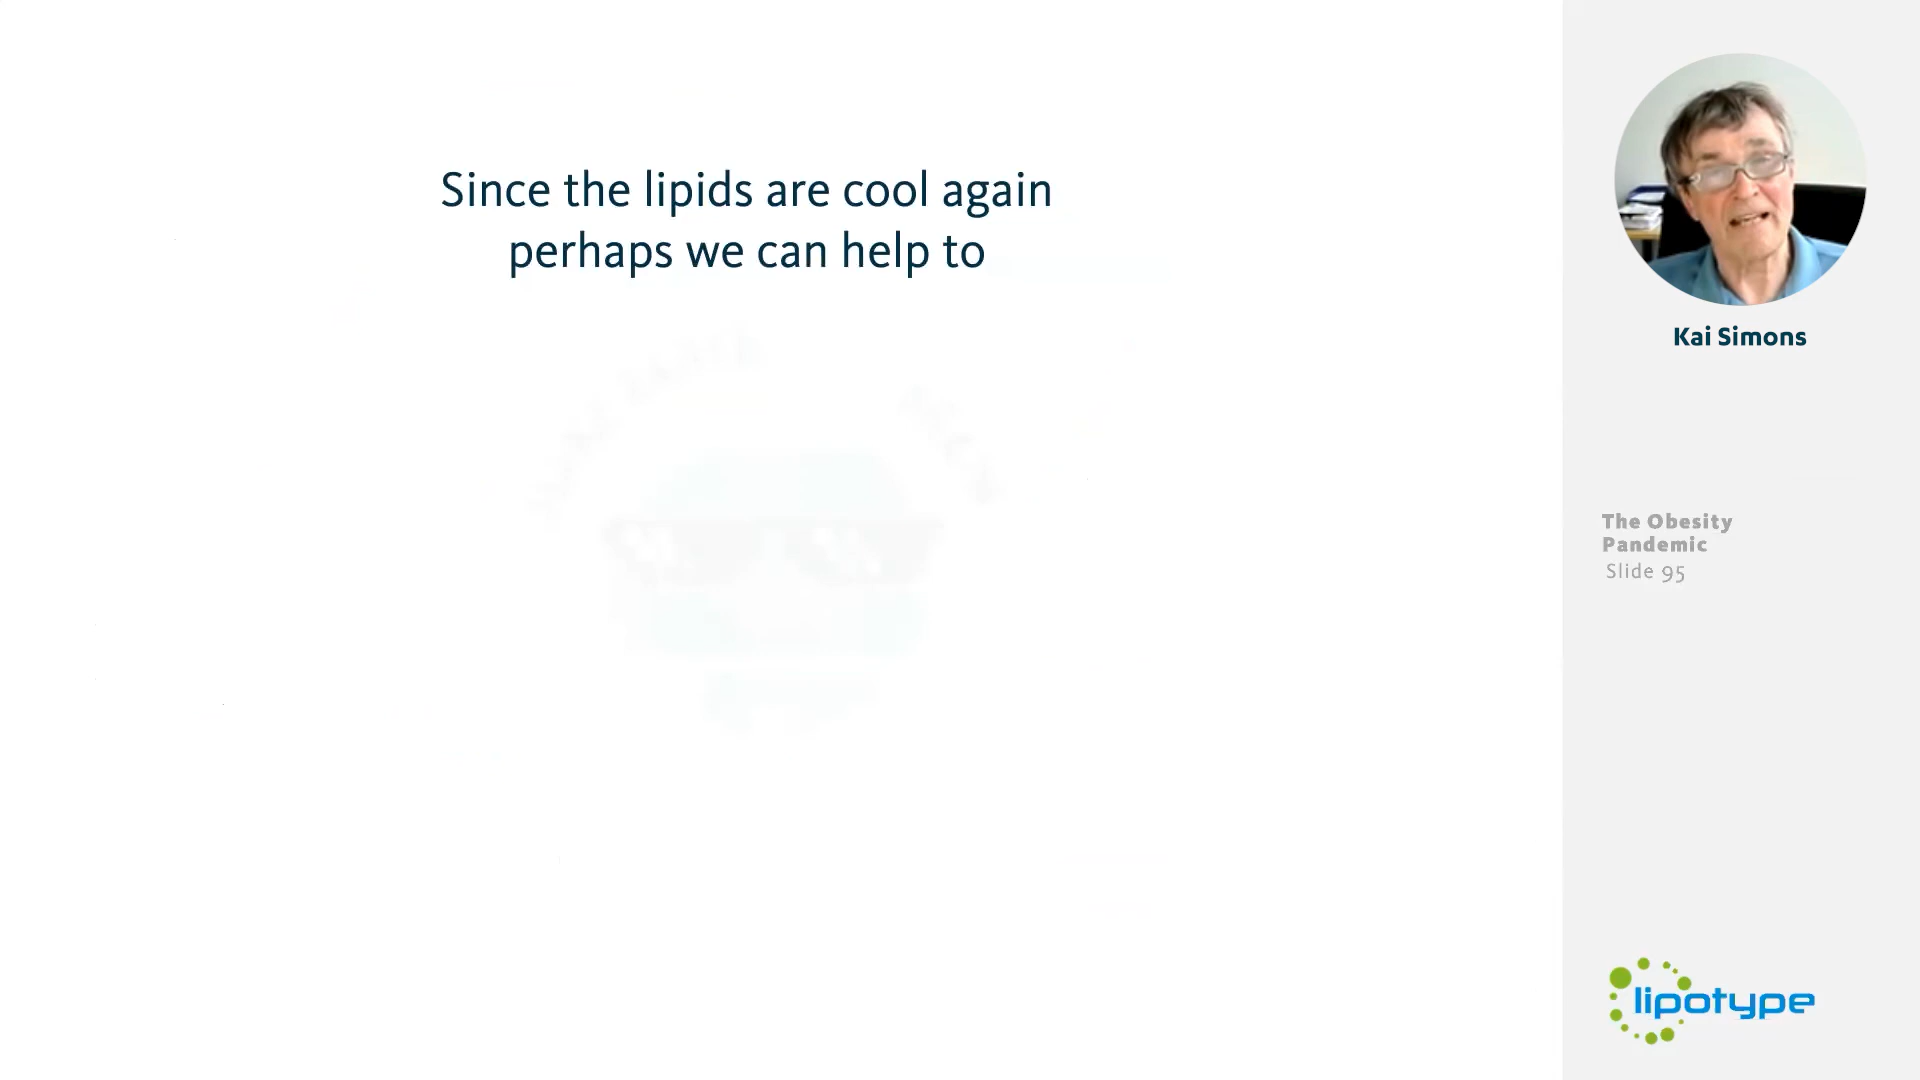 Since the lipids are cool again
perhaps we can help to
Kai Simons
The Obesity
Pandemic
Slide 95
lipotype